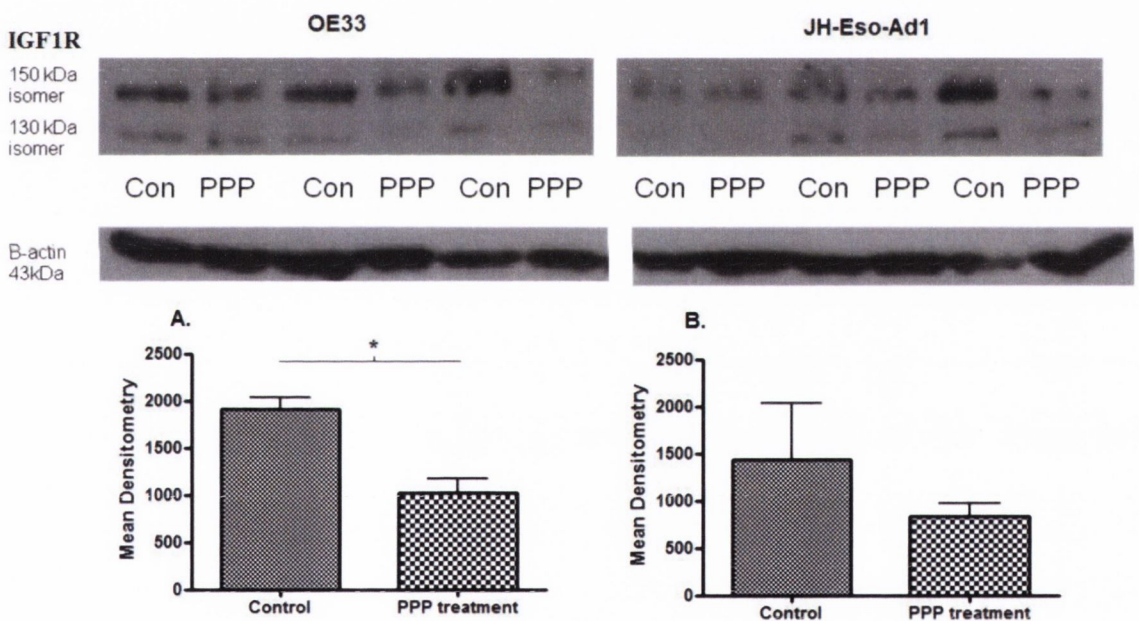 OE33
JH-Eso-Ad1
IGF1R
150 kDa
isomer
130 kDa
isomer
Con PPP Con PPP Con PPP
Con PPP Con PPP Con PPP
B-actin
43kDa
A.
*
2500
2000
1500
1000
500
0
Mean Densitometry
Control PPP treatment
B.
2500
2000
1500
1000
500
0
Mean Densitometry
Control PPP treatment